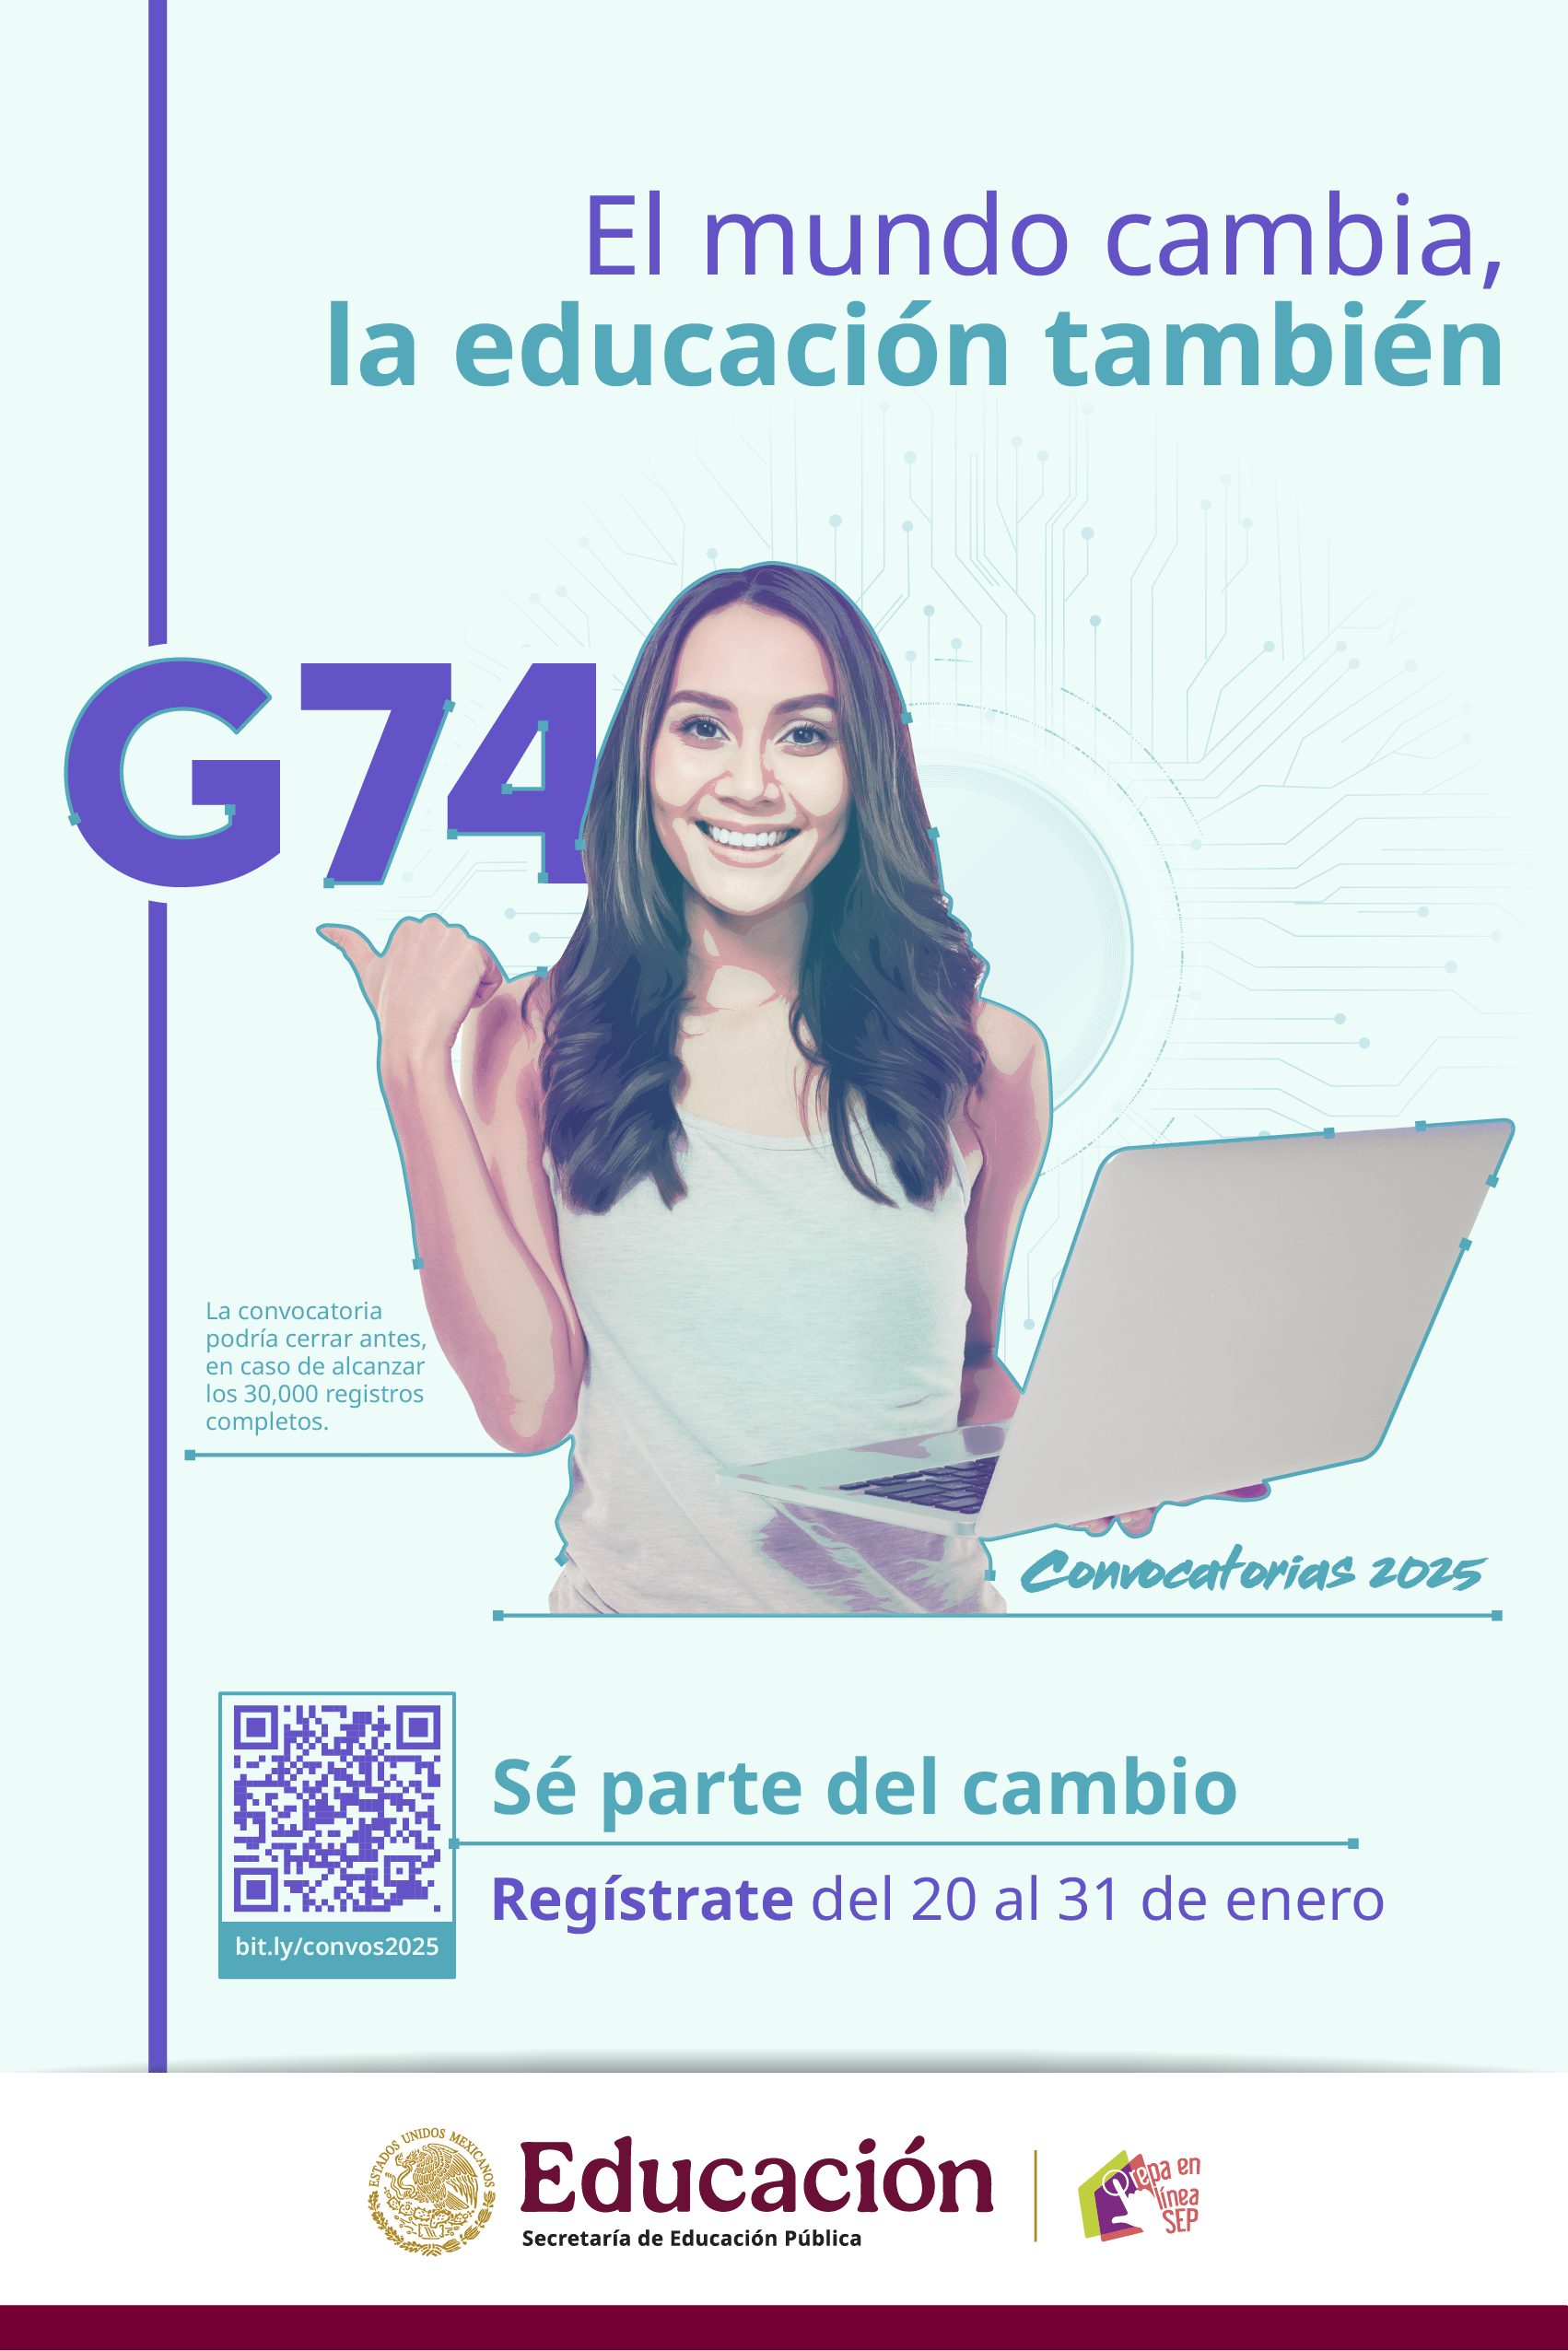 El mundo cambia,
la educación también
G74
La convocatoria
podría cerrar antes,
en caso de alcanzar
los 30,000 registros
completos.
Convocatorias 2025
Sé parte del cambio
Regístrate del 20 al 31 de enero
bit.ly/convos2025
ESTADOS UNIDOS MEXICANOS
Educación
Secretaría de Educación Pública
Prepa en
línea
SEP